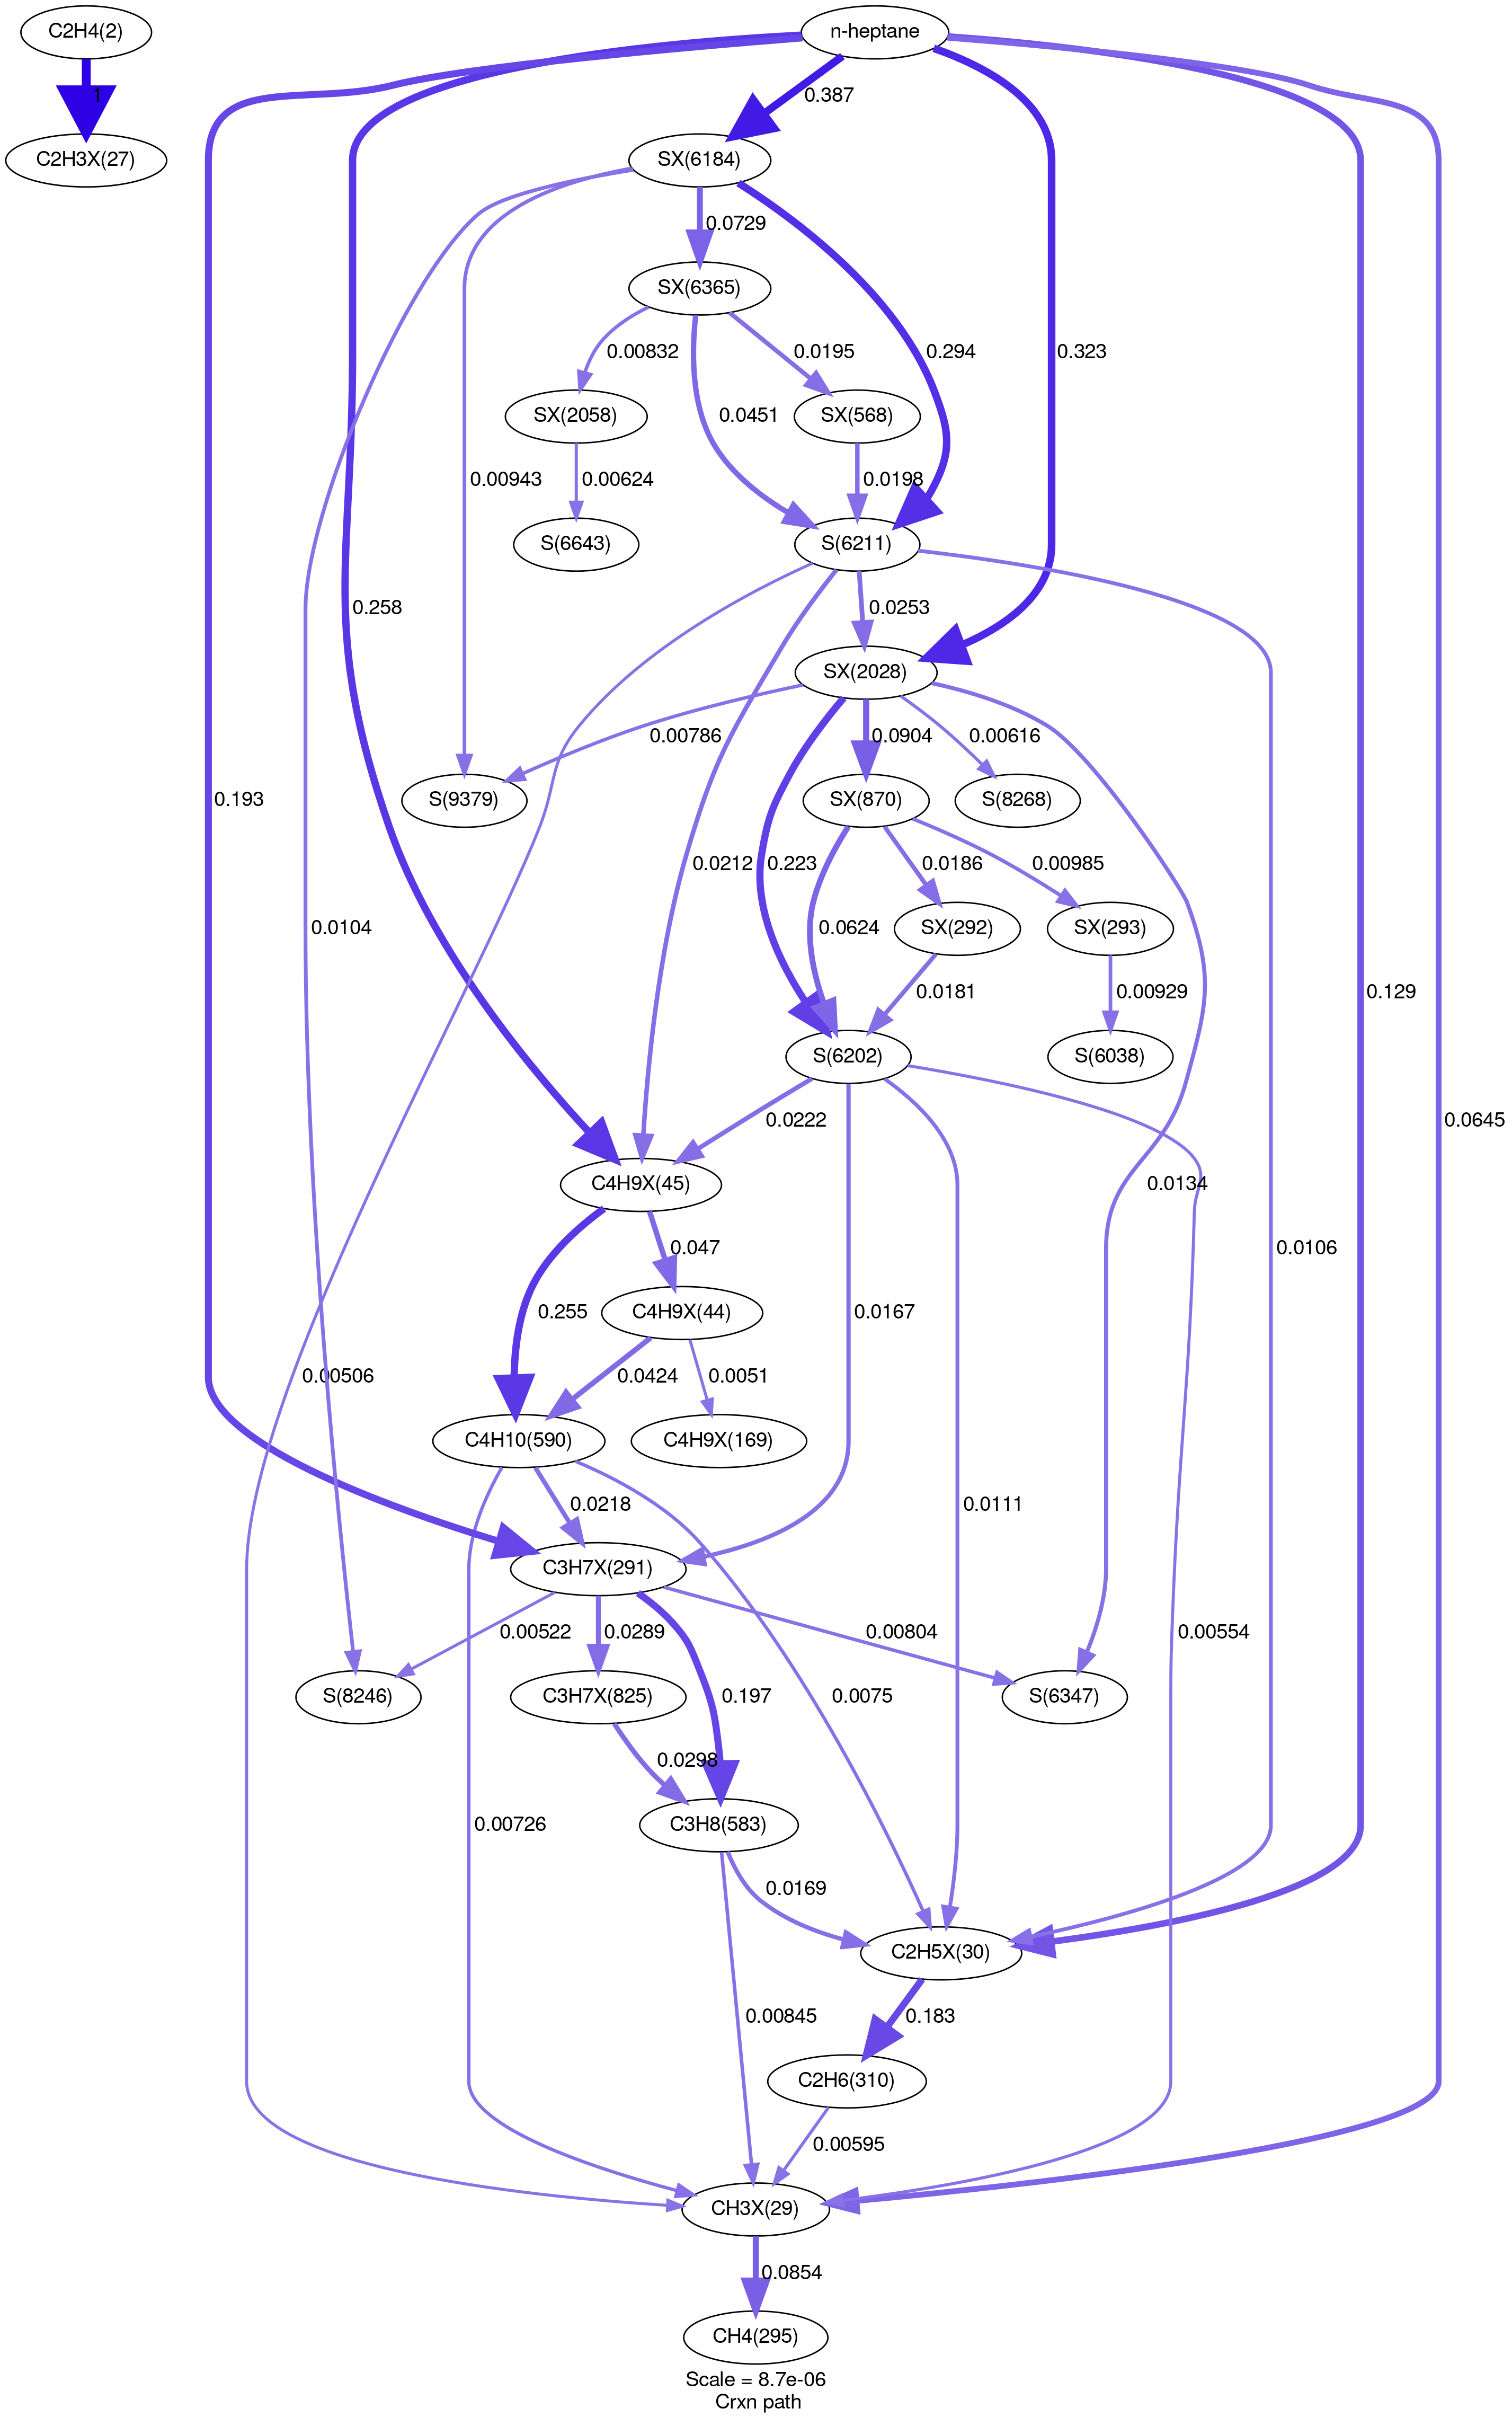 C2H4(2)
n-heptane
1
0.387
C2H3X(27)
SX(6184)
0.0729
SX(6365)
0.00832
0.0195
0.294
0.323
SX(2058)
0.0451
SX(568)
0.00943
0.00624
0.0198
S(6643)
S(6211)
0.258
0.0253
SX(2028)
0.00786
0.0904
0.00616
0.193
S(9379)
SX(870)
S(8268)
0.0212
0.223
0.0186
0.00985
0.0104
0.0624
SX(292)
SX(293)
0.0181
0.00929
0.129
S(6202)
S(6038)
0.0222
0.0645
C4H9X(45)
0.0134
0.047
0.0106
0.255
C4H9X(44)
0.0167
0.00506
0.0424
0.0051
C4H10(590)
C4H9X(169)
0.0218
0.0111
C3H7X(291)
0.00522
0.0289
0.00804
0.00554
S(8246)
C3H7X(825)
0.197
0.0075
S(6347)
0.0298
0.00726
C3H8(583)
0.0169
C2H5X(30)
0.00845
0.183
C2H6(310)
0.00595
CH3X(29)
0.0854
CH4(295)
Scale = 8.7e-06
Crxn path